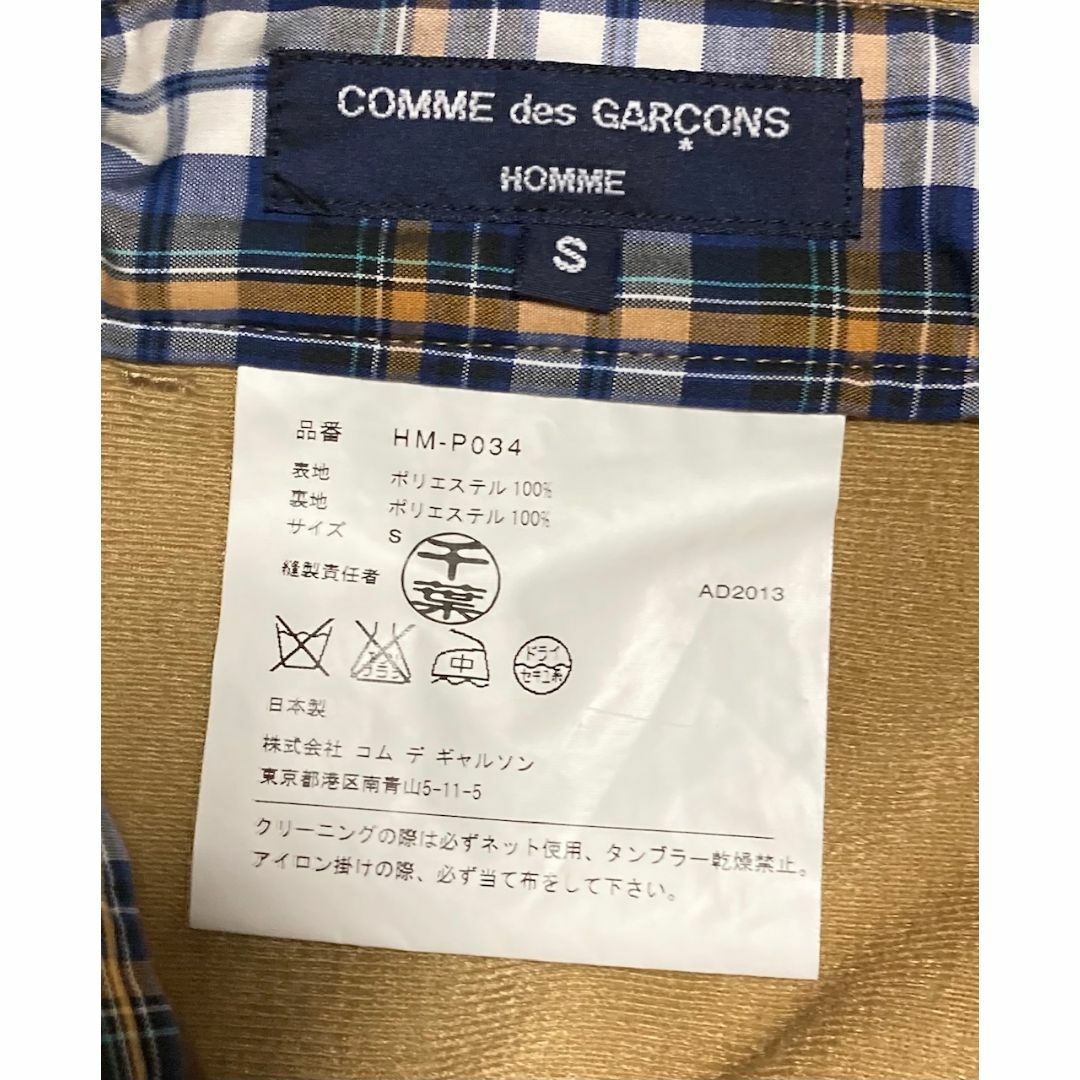 COMME des GARÇONS
*
HOMME
S
品番 HM-P034
表地 ポリエステル 100%
裏地 ポリエステル 100%
サイズ S
縫製責任者 千葉
AD2013
中 ドライ
セキユ系
日本製
株式会社 コム デ ギャルソン
東京都港区南青山5-11-5
クリーニングの際は必ずネット使用、タンブラー乾燥禁止。
アイロン掛けの際、必ず当て布をして下さい。